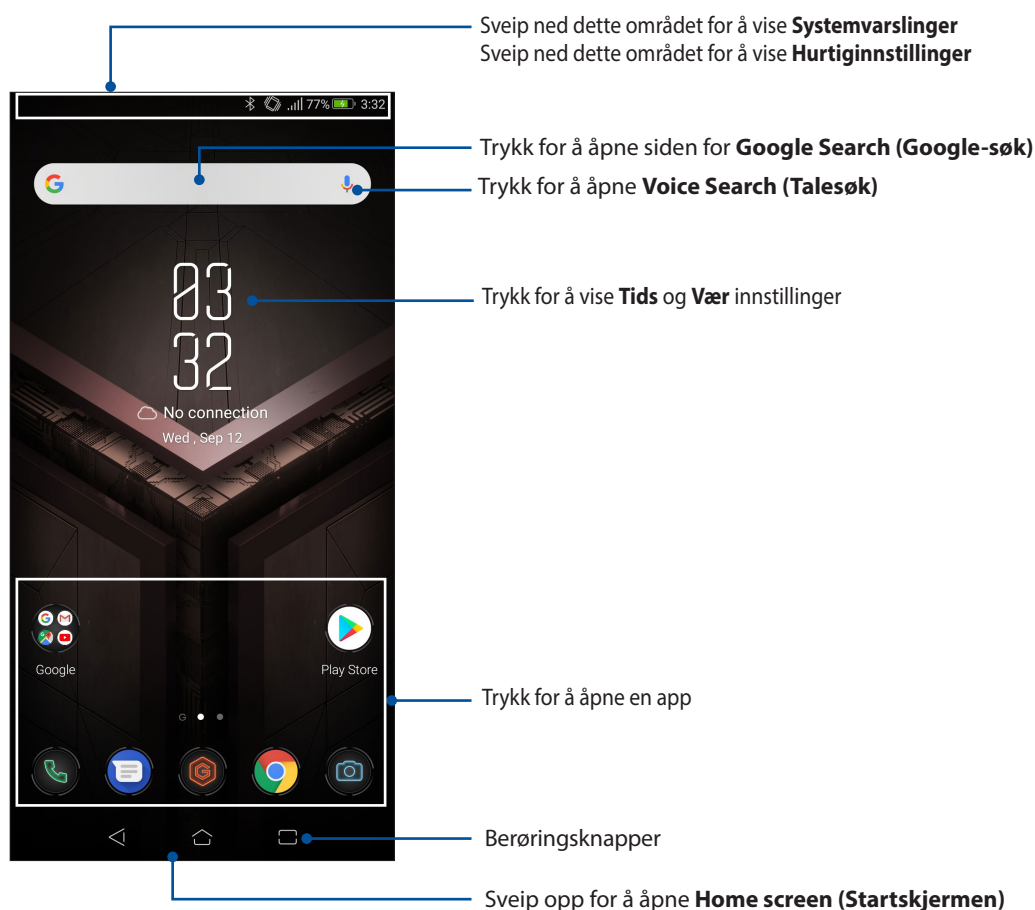 Sveip ned dette området for å vise Systemvarslinger
Sveip ned dette området for å vise Hurtiginnstillinger
77% 3:32
Trykk for å åpne siden for Google Search (Google-søk)
G
Trykk for å åpne Voice Search (Talesøk)
03
32
Trykk for å vise Tids og Vær innstillinger
No connection
Wed , Sep 12
Google
Play Store
Trykk for å åpne en app
G
Berøringsknapper
Sveip opp for å åpne Home screen (Startskjermen)